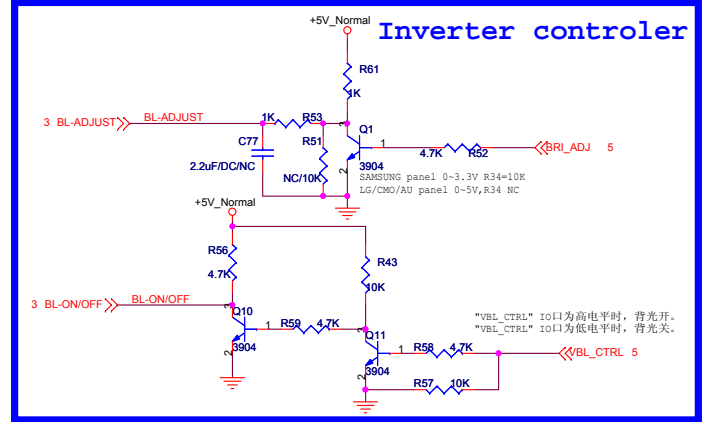 +5V_Normal
Inverter controler
R61
1K
3 BL-ADJUST
BL-ADJUST
1K
R53
3
C77
R51
Q1
1
4.7K
R52
BRI_ADJ 5
2.2uF/DC/NC
2
3904
NC/10K
SAMSUNG panel 0~3.3V R34=10K
LG/CMO/AU panel 0~5V,R34 NC
+5V_Normal
R56
4.7K
R43
10K
3 BL-ON/OFF
BL-ON/OFF
3
Q10
1
R59
4.7K
3
"VBL_CTRL" IO口为高电平时, 背光开。
"VBL_CTRL" IO口为低电平时, 背光关。
Q11
2
3904
1
R58
4.7K
VBL_CTRL 5
2
3904
R57
10K